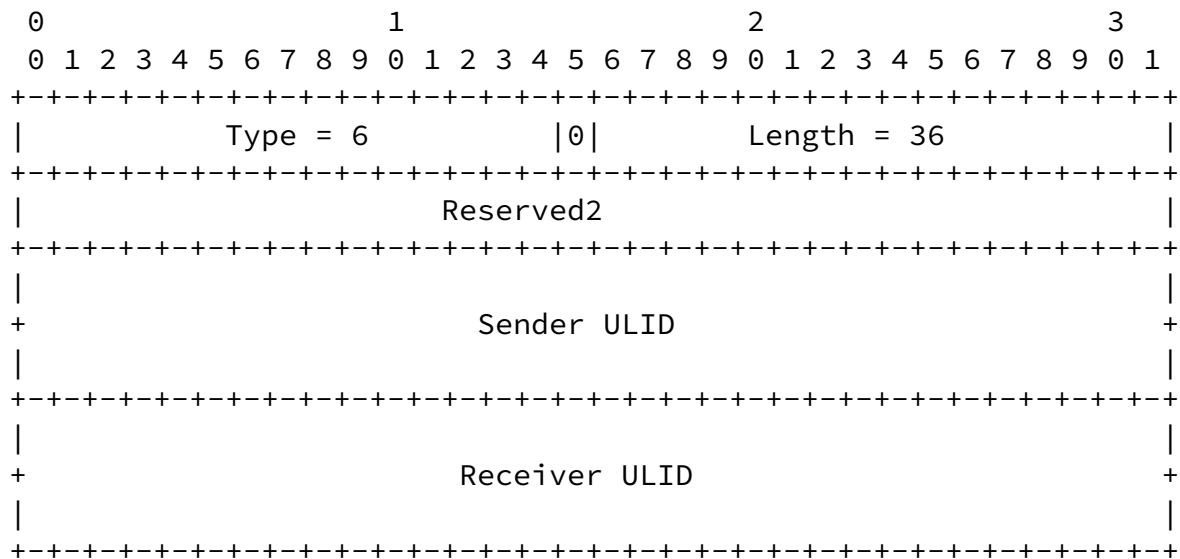 0                   1                   2                   3
 0 1 2 3 4 5 6 7 8 9 0 1 2 3 4 5 6 7 8 9 0 1 2 3 4 5 6 7 8 9 0 1
+-+-+-+-+-+-+-+-+-+-+-+-+-+-+-+-+-+-+-+-+-+-+-+-+-+-+-+-+-+-+-+-+
|           Type = 6          |0|        Length = 36            |
+-+-+-+-+-+-+-+-+-+-+-+-+-+-+-+-+-+-+-+-+-+-+-+-+-+-+-+-+-+-+-+-+
|                       Reserved2                               |
+-+-+-+-+-+-+-+-+-+-+-+-+-+-+-+-+-+-+-+-+-+-+-+-+-+-+-+-+-+-+-+-+
|                                                               |
+                         Sender ULID                           +
|                                                               |
+-+-+-+-+-+-+-+-+-+-+-+-+-+-+-+-+-+-+-+-+-+-+-+-+-+-+-+-+-+-+-+-+
|                                                               |
+                        Receiver ULID                          +
|                                                               |
+-+-+-+-+-+-+-+-+-+-+-+-+-+-+-+-+-+-+-+-+-+-+-+-+-+-+-+-+-+-+-+-+